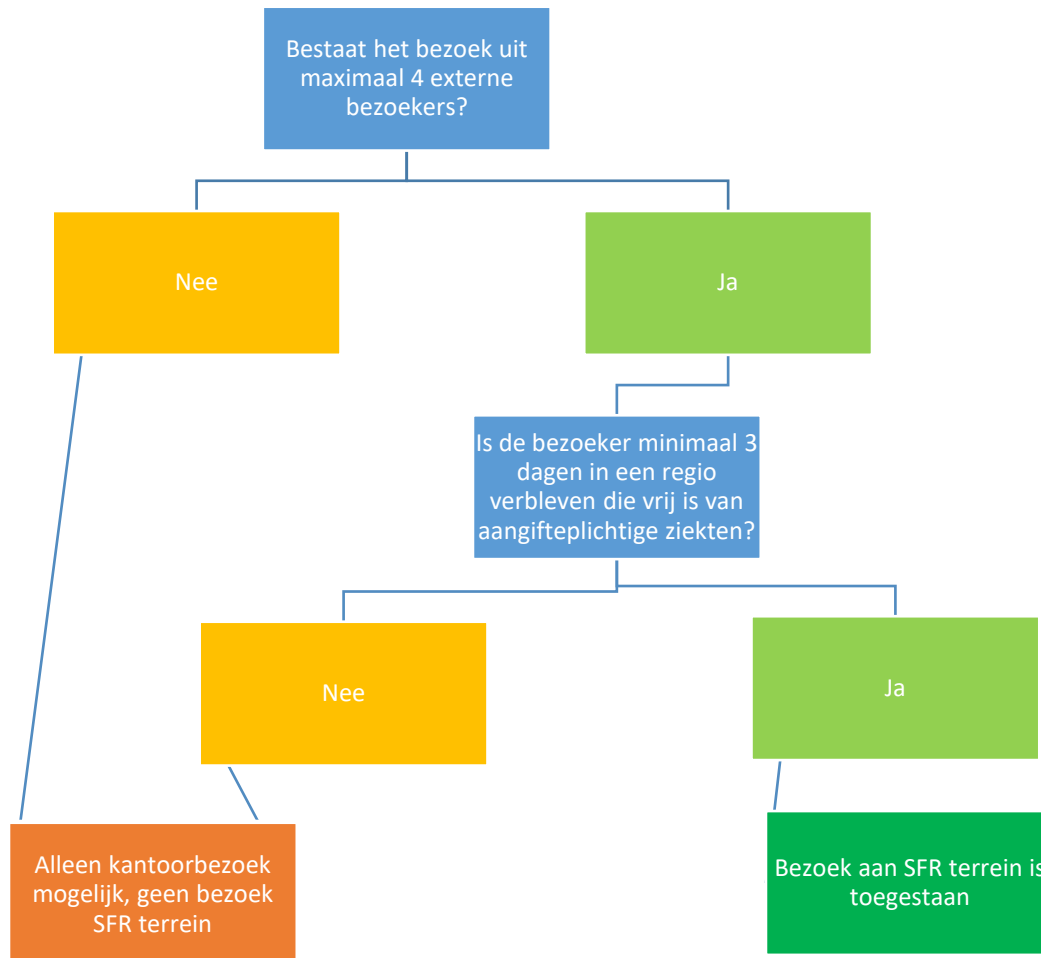 Bestaat het bezoek uit
maximaal 4 externe
bezoekers?
Nee
Ja
Is de bezoeker minimaal 3
dagen in een regio
verbleven die vrij is van
aangifteplichtige ziekten?
Nee
Ja
Alleen kantoorbezoek
mogelijk, geen bezoek
SFR terrein
Bezoek aan SFR terrein is
toegestaan